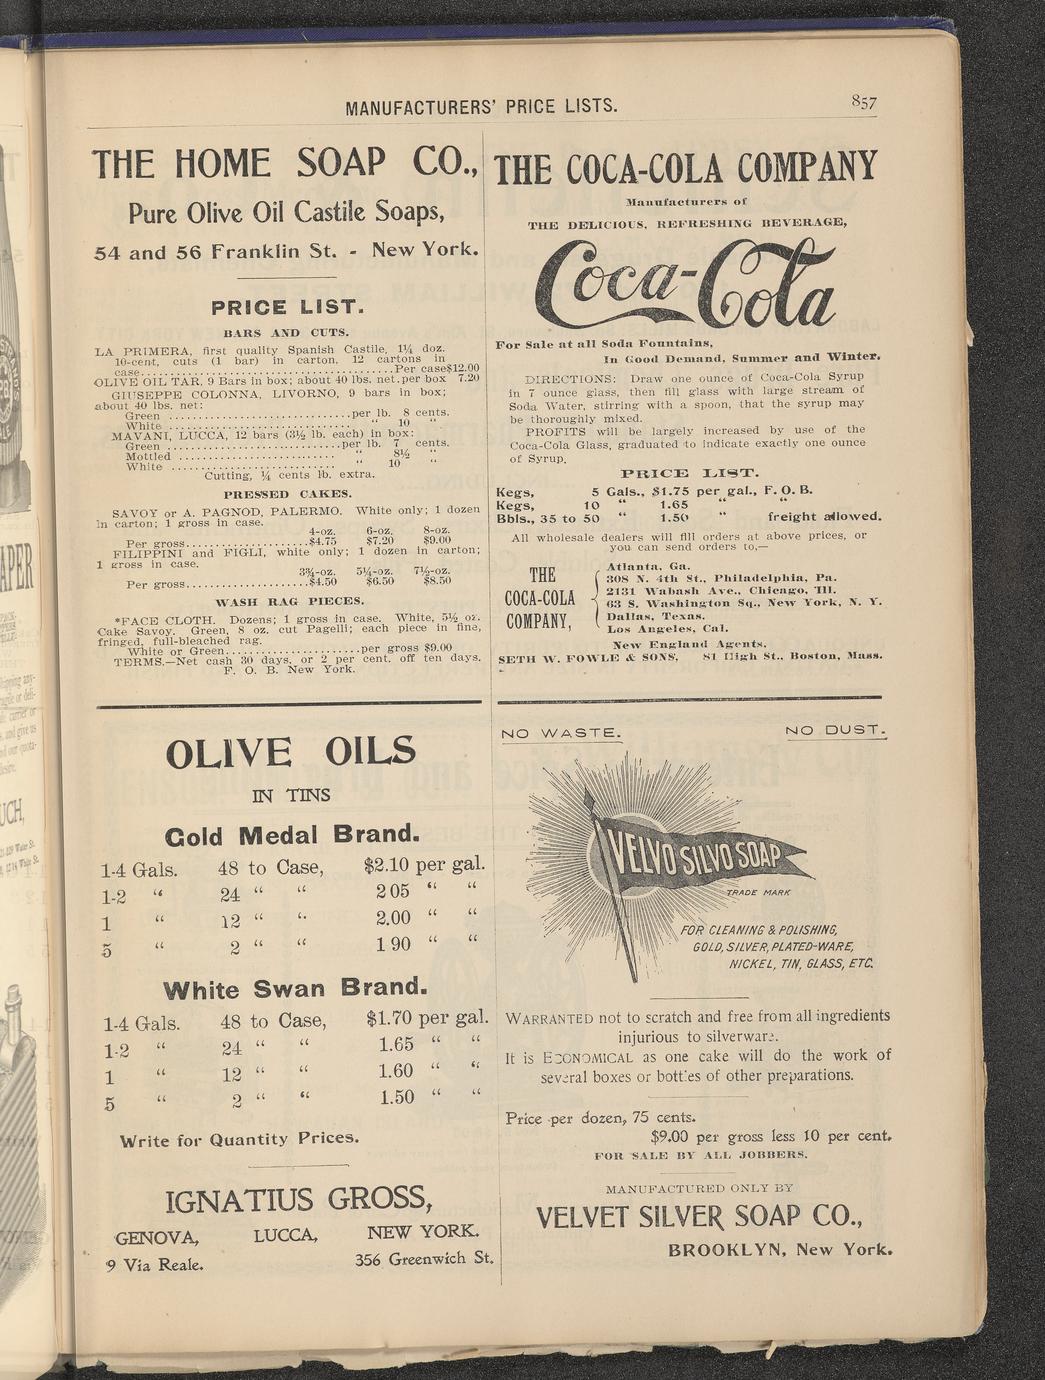 MANUFACTURERS' PRICE LISTS.
857
THE HOME SOAP CO.,
Pure Olive Oil Castile Soaps,
54 and 56 Franklin St. - New York.
PRICE LIST.
BARS AND CUTS.
LA PRIMERA, first quality Spanish Castile, 1¼ doz.
10-cent, cuts (1 bar) in carton, 12 cartons in
case..........Per case $12.00
OLIVE OIL TAR, 9 Bars in box; about 40 lbs. net. per box 7.20
GIUSEPPE COLONNA, LIVORNO, 9 bars in box;
about 40 lbs. net:
Green ..........per lb. 8 cents.
White .......... “ 10 “
MAVANI, LUCCA, 12 bars (3½ lb. each) in box:
Green ..........per lb. 7 cents.
Mottled .......... “ 8½ “
White .......... “ 10 “
Cutting, ¼ cents lb. extra.
PRESSED CAKES.
SAVOY or A. PAGNOD, PALERMO. White only; 1 dozen
in carton; 1 gross in case.
4-oz. 6-oz. 8-oz.
Per gross..........$4.75 $7.20 $9.00
FILIPPINI and FIGLI, white only; 1 dozen in carton;
1 gross in case.
3¾-oz. 5¼-oz. 7½-oz.
Per gross..........$4.50 $6.50 $8.50
WASH RAG PIECES.
*FACE CLOTH. Dozens; 1 gross in case. White, 5½ oz.
Cake Savoy. Green, 8 oz. cut Pagelli; each piece in fine,
fringed, full-bleached rag.
White or Green..........per gross $9.00
TERMS.—Net cash 30 days, or 2 per cent. off ten days.
F. O. B. New York.
THE COCA-COLA COMPANY
Manufacturers of
THE DELICIOUS, REFRESHING BEVERAGE,
Coca-Cola
For Sale at all Soda Fountains,
In Good Demand, Summer and Winter.
DIRECTIONS: Draw one ounce of Coca-Cola Syrup
in 7 ounce glass, then fill glass with large stream of
Soda Water, stirring with a spoon, that the syrup may
be thoroughly mixed.
PROFITS will be largely increased by use of the
Coca-Cola Glass, graduated to indicate exactly one ounce
of Syrup.
PRICE LIST.
Kegs, 5 Gals., $1.75 per gal., F. O. B.
Kegs, 10 “ 1.65 “ “
Bbls., 35 to 50 “ 1.50 “ freight allowed.
All wholesale dealers will fill orders at above prices, or
you can send orders to,—
THE
COCA-COLA
COMPANY,
Atlanta, Ga.
308 N. 4th St., Philadelphia, Pa.
2131 Wabash Ave., Chicago, Ill.
63 S. Washington Sq., New York, N. Y.
Dallas, Texas.
Los Angeles, Cal.
New England Agents.
SETH W. FOWLE & SONS, 81 High St., Boston, Mass.
OLIVE OILS
IN TINS
Gold Medal Brand.
1-4 Gals. 48 to Case, $2.10 per gal.
1-2 “ 24 “ “ 2 05 “ “
1 “ 12 “ “ 2.00 “ “
5 “ 2 “ “ 1 90 “ “
White Swan Brand.
1-4 Gals. 48 to Case, $1.70 per gal.
1-2 “ 24 “ “ 1.65 “ “
1 “ 12 “ “ 1.60 “ “
5 “ 2 “ “ 1.50 “ “
Write for Quantity Prices.
IGNATIUS GROSS,
GENOVA, LUCCA, NEW YORK.
9 Via Reale. 356 Greenwich St.
NO WASTE. NO DUST.
VELVO SILVO SOAP
TRADE MARK
FOR CLEANING & POLISHING,
GOLD, SILVER, PLATED-WARE,
NICKEL, TIN, GLASS, ETC.
WARRANTED not to scratch and free from all ingredients
injurious to silverware.
It is ECONOMICAL as one cake will do the work of
several boxes or bottles of other preparations.
Price per dozen, 75 cents.
$9.00 per gross less 10 per cent.
FOR SALE BY ALL JOBBERS.
MANUFACTURED ONLY BY
VELVET SILVER SOAP CO.,
BROOKLYN, New York.